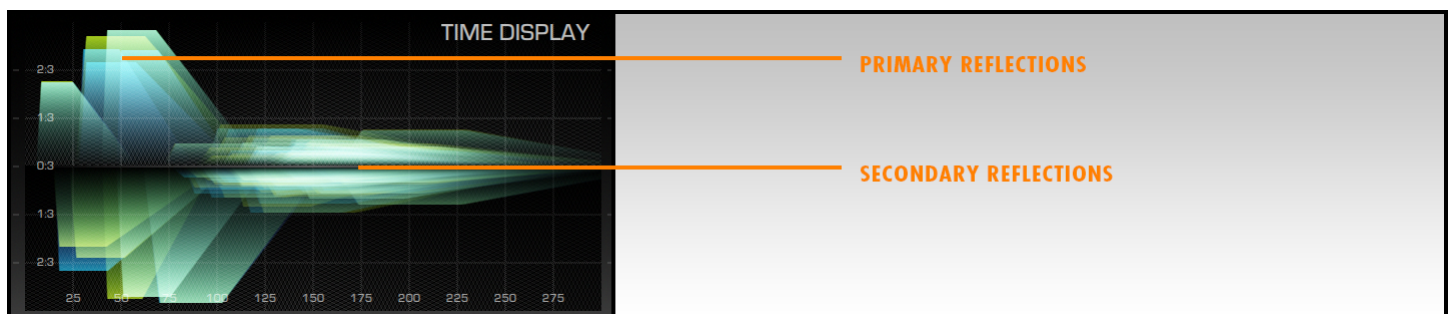 TIME DISPLAY
PRIMARY REFLECTIONS
2:3
1:3
0:3
SECONDARY REFLECTIONS
1:3
2:3
25 50 75 100 125 150 175 200 225 250 275